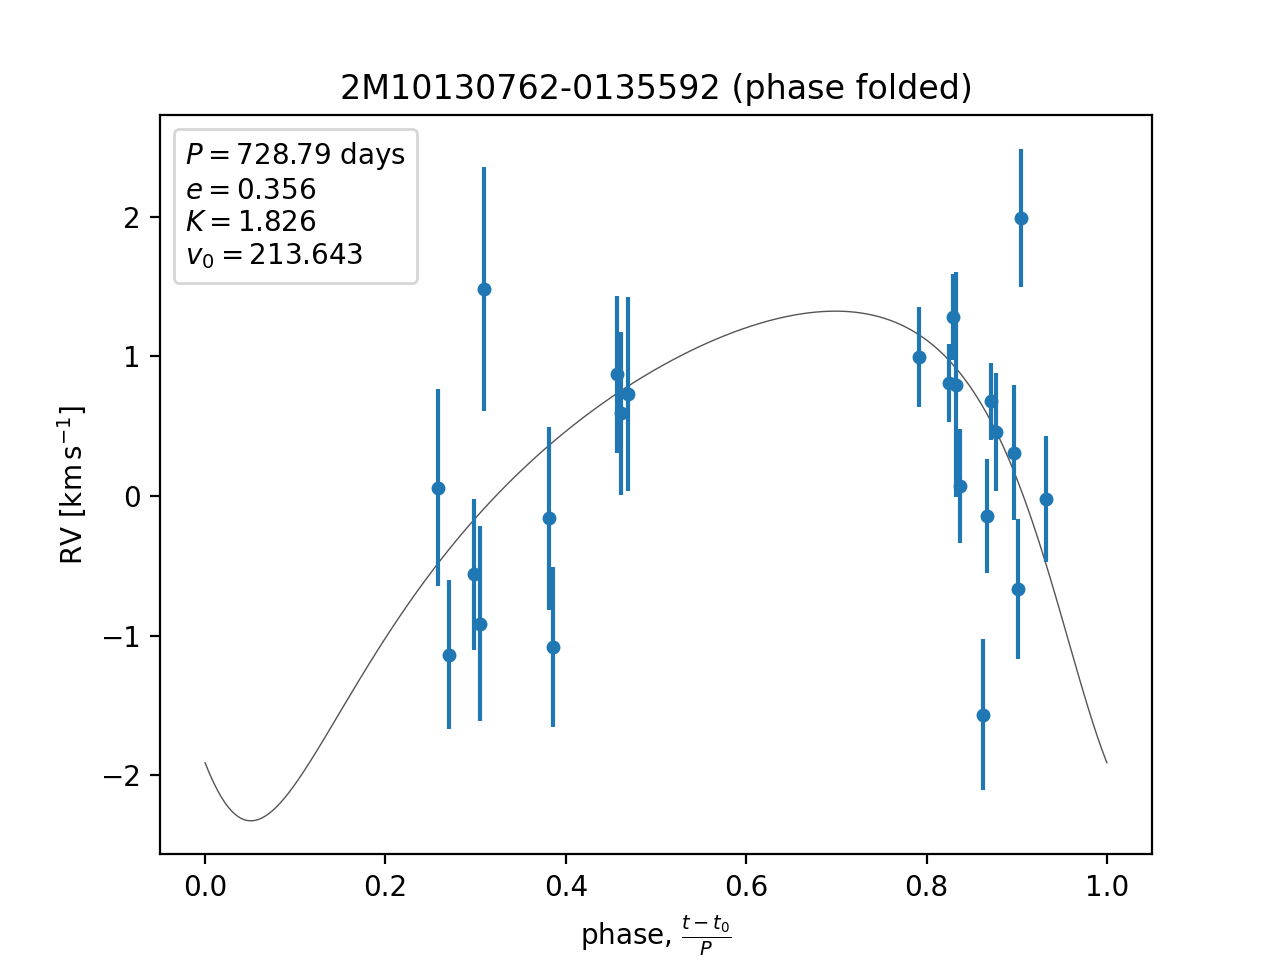 2M10130762-0135592 (phase folded)
P = 728.79 days
e = 0.356
K = 1.826
v₀ = 213.643
2
1
0
−1
−2
RV [km s⁻¹]
0.0 0.2 0.4 0.6 0.8 1.0
phase, (t − t₀)/P